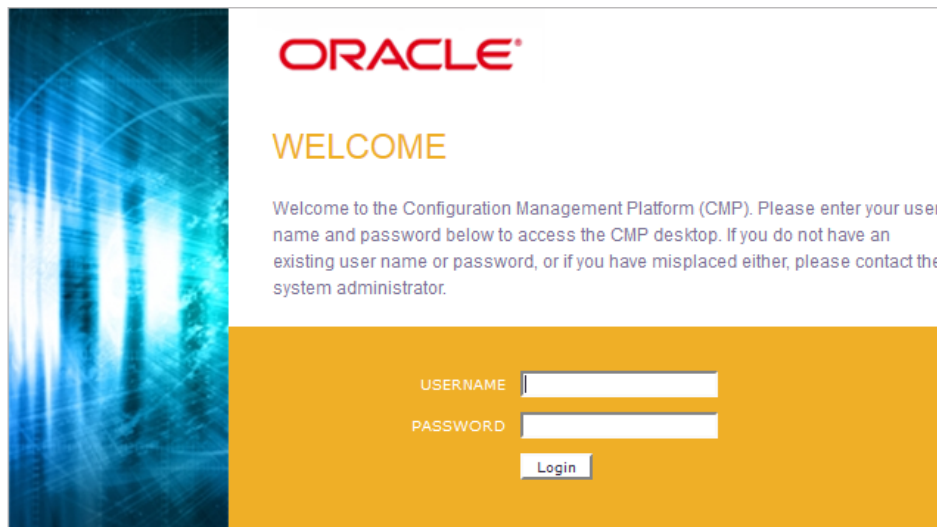 ORACLE
WELCOME
Welcome to the Configuration Management Platform (CMP). Please enter your user
name and password below to access the CMP desktop. If you do not have an
existing user name or password, or if you have misplaced either, please contact the
system administrator.
USERNAME
PASSWORD
Login